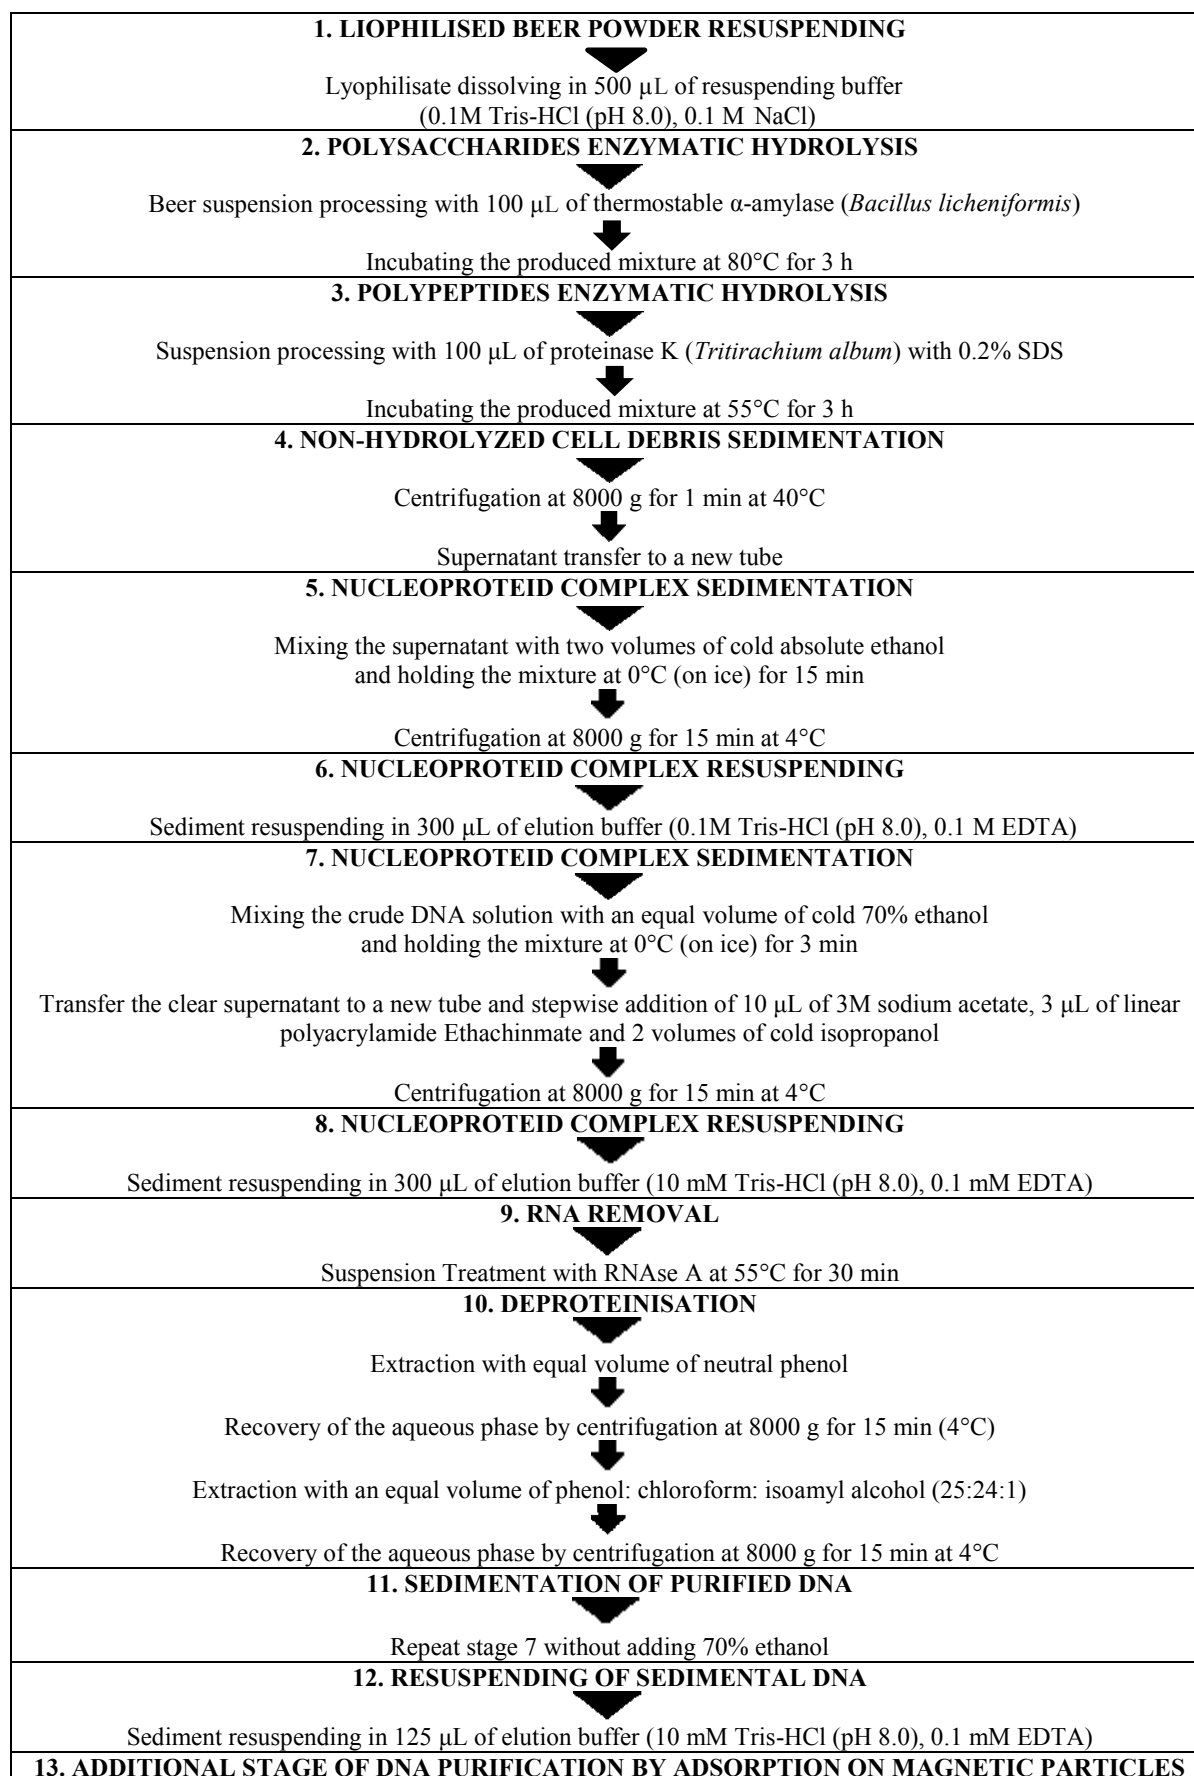 1. LIOPHILISED BEER POWDER RESUSPENDING
Lyophilisate dissolving in 500 µL of resuspending buffer
(0.1M Tris-HCl (pH 8.0), 0.1 M NaCl)
2. POLYSACCHARIDES ENZYMATIC HYDROLYSIS
Beer suspension processing with 100 µL of thermostable α-amylase (Bacillus licheniformis)
Incubating the produced mixture at 80°C for 3 h
3. POLYPEPTIDES ENZYMATIC HYDROLYSIS
Suspension processing with 100 µL of proteinase K (Tritirachium album) with 0.2% SDS
Incubating the produced mixture at 55°C for 3 h
4. NON-HYDROLYZED CELL DEBRIS SEDIMENTATION
Centrifugation at 8000 g for 1 min at 40°C
Supernatant transfer to a new tube
5. NUCLEOPROTEID COMPLEX SEDIMENTATION
Mixing the supernatant with two volumes of cold absolute ethanol
and holding the mixture at 0°C (on ice) for 15 min
Centrifugation at 8000 g for 15 min at 4°C
6. NUCLEOPROTEID COMPLEX RESUSPENDING
Sediment resuspending in 300 µL of elution buffer (0.1M Tris-HCl (pH 8.0), 0.1 M EDTA)
7. NUCLEOPROTEID COMPLEX SEDIMENTATION
Mixing the crude DNA solution with an equal volume of cold 70% ethanol
and holding the mixture at 0°C (on ice) for 3 min
Transfer the clear supernatant to a new tube and stepwise addition of 10 µL of 3M sodium acetate, 3 µL of linear
polyacrylamide Ethachinmate and 2 volumes of cold isopropanol
Centrifugation at 8000 g for 15 min at 4°C
8. NUCLEOPROTEID COMPLEX RESUSPENDING
Sediment resuspending in 300 µL of elution buffer (10 mM Tris-HCl (pH 8.0), 0.1 mM EDTA)
9. RNA REMOVAL
Suspension Treatment with RNAse A at 55°C for 30 min
10. DEPROTEINISATION
Extraction with equal volume of neutral phenol
Recovery of the aqueous phase by centrifugation at 8000 g for 15 min (4°C)
Extraction with an equal volume of phenol: chloroform: isoamyl alcohol (25:24:1)
Recovery of the aqueous phase by centrifugation at 8000 g for 15 min at 4°C
11. SEDIMENTATION OF PURIFIED DNA
Repeat stage 7 without adding 70% ethanol
12. RESUSPENDING OF SEDIMENTAL DNA
Sediment resuspending in 125 µL of elution buffer (10 mM Tris-HCl (pH 8.0), 0.1 mM EDTA)
13. ADDITIONAL STAGE OF DNA PURIFICATION BY ADSORPTION ON MAGNETIC PARTICLES